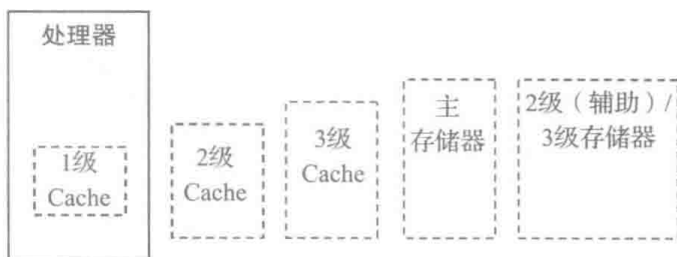 处理器
1级
Cache
2级
Cache
3级
Cache
主
存储器
2级（辅助）/
3级存储器